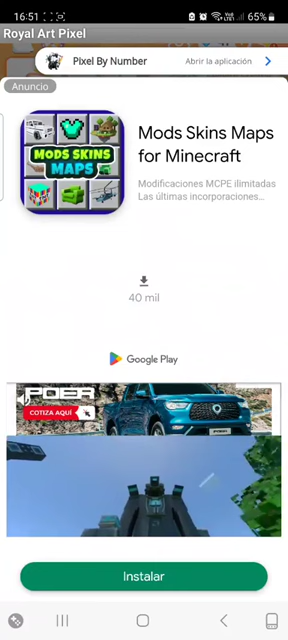 16:51
65%
Royal Art Pixel
Pixel By Number
Abrir la aplicación
Anuncio
MODS SKINS
MAPS
Mods Skins Maps
for Minecraft
Modificaciones MCPE ilimitadas
Las últimas incorporaciones...
40 mil
Google Play
POER
COTIZA AQUÍ
Instalar